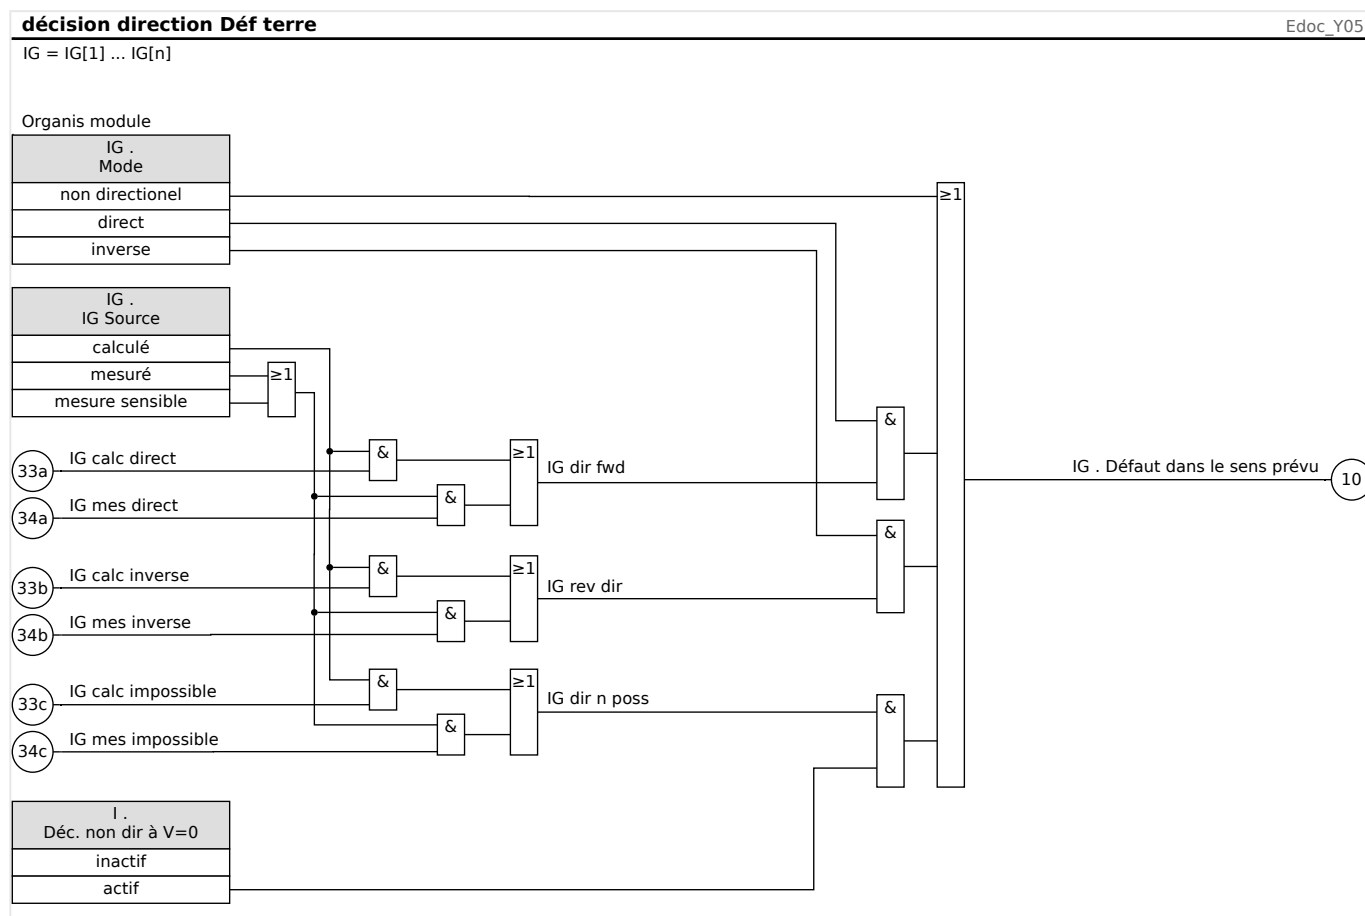 décision direction Déf terre
Edoc_Y05
IG = IG[1] ... IG[n]
Organis module
IG .
Mode
non directionel
direct
inverse
≥1
IG .
IG Source
calculé
mesuré
mesure sensible
≥1
&
33a
IG calc direct
&
≥1
IG dir fwd
34a
IG mes direct
&
IG . Défaut dans le sens prévu
10
&
33b
IG calc inverse
&
≥1
IG rev dir
34b
IG mes inverse
&
33c
IG calc impossible
&
≥1
IG dir n poss
&
34c
IG mes impossible
&
I .
Déc. non dir à V=0
inactif
actif